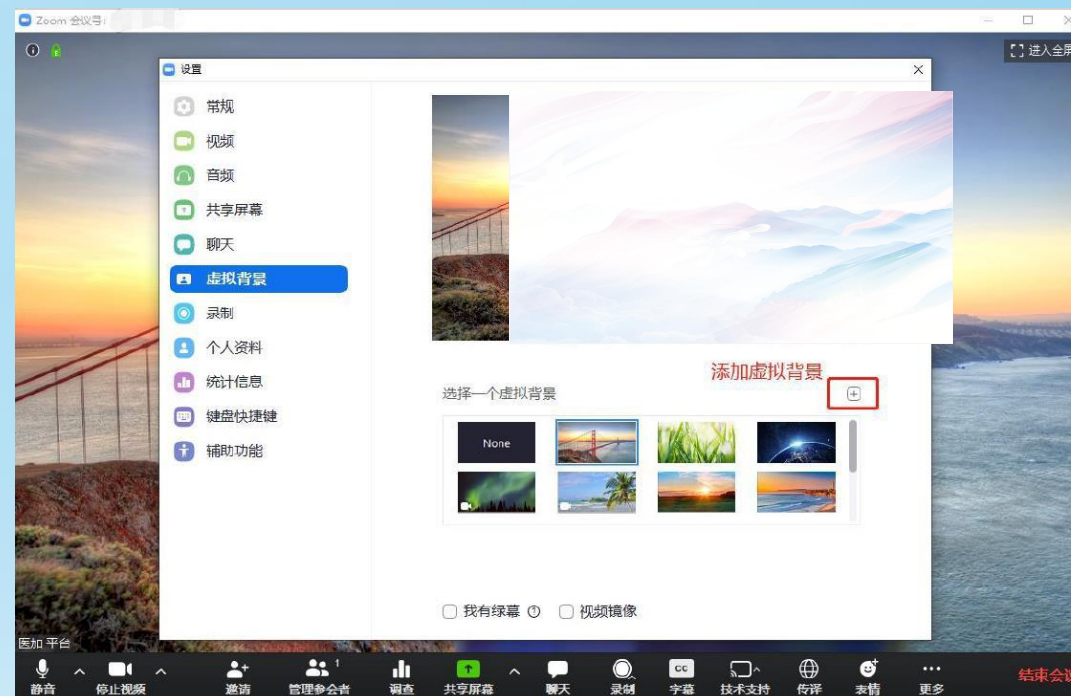 Zoom 会议号:
进入全屏
设置
常规
视频
音频
共享屏幕
聊天
虚拟背景
录制
个人资料
统计信息
键盘快捷键
辅助功能
添加虚拟背景
选择一个虚拟背景
None
我有绿幕
视频镜像
医加 平台
1
CC
静音
停止视频
邀请
管理参会者
调查
共享屏幕
聊天
录制
字幕
技术支持
传译
表情
更多
结束会议